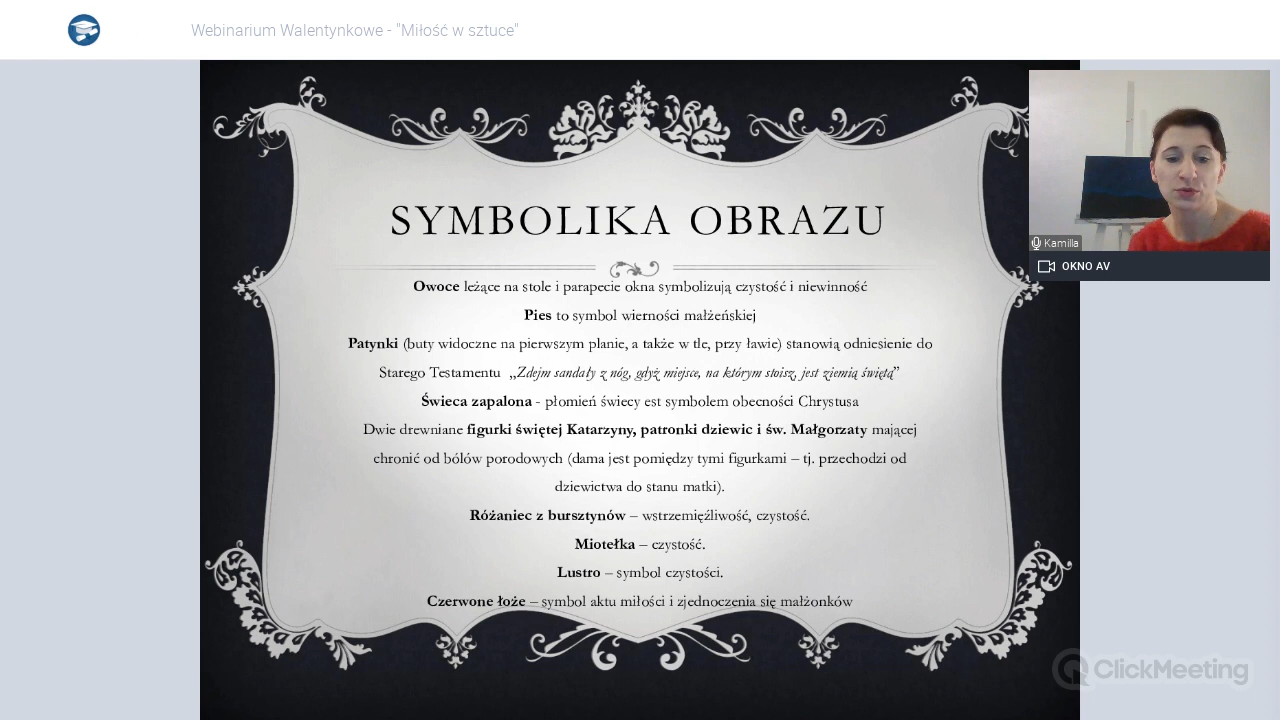 Webinarium Walentynkowe - "Miłość w sztuce"
SYMBOLIKA OBRAZU
Owoce leżące na stole i parapecie okna symbolizują czystość i niewinność
Pies to symbol wierności małżeńskiej
Patynki (buty widoczne na pierwszym planie, a także w tle, przy ławie) stanowią odniesienie do
Starego Testamentu „Zdejm sandały z nóg, gdyż miejsce, na którym stoisz, jest ziemią świętą”
Świeca zapalona - płomień świecy est symbolem obecności Chrystusa
Dwie drewniane figurki świętej Katarzyny, patronki dziewic i św. Małgorzaty mającej
chronić od bólów porodowych (dama jest pomiędzy tymi figurkami – tj. przechodzi od
dziewictwa do stanu matki).
Różaniec z bursztynów – wstrzemięźliwość, czystość.
Miotełka – czystość.
Lustro – symbol czystości.
Czerwone łoże – symbol aktu miłości i zjednoczenia się małżonków
Kamilla
OKNO AV
ClickMeeting